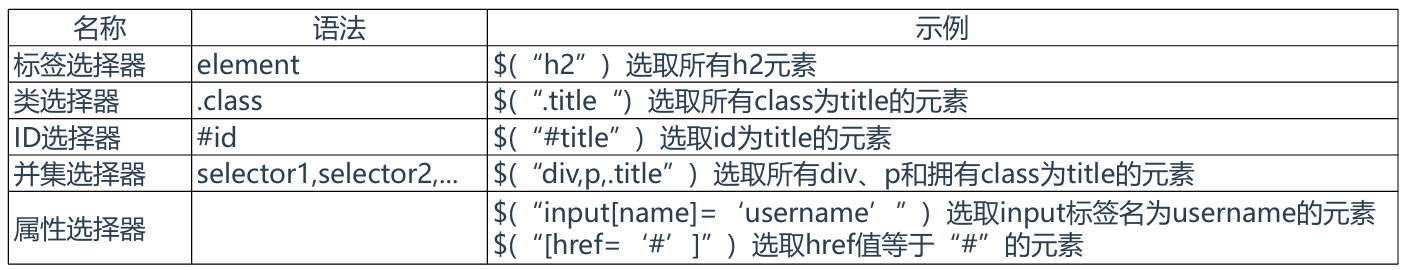 名称 语法 示例
标签选择器 element $(“h2”) 选取所有h2元素
类选择器 .class $(“.title“) 选取所有class为title的元素
ID选择器 #id $(“#title”) 选取id为title的元素
并集选择器 selector1,selector2,... $(“div,p,.title”) 选取所有div、p和拥有class为title的元素
属性选择器 $(“input[name]=‘username’”) 选取input标签名为username的元素
$(“[href=‘#’]”) 选取href值等于“#”的元素